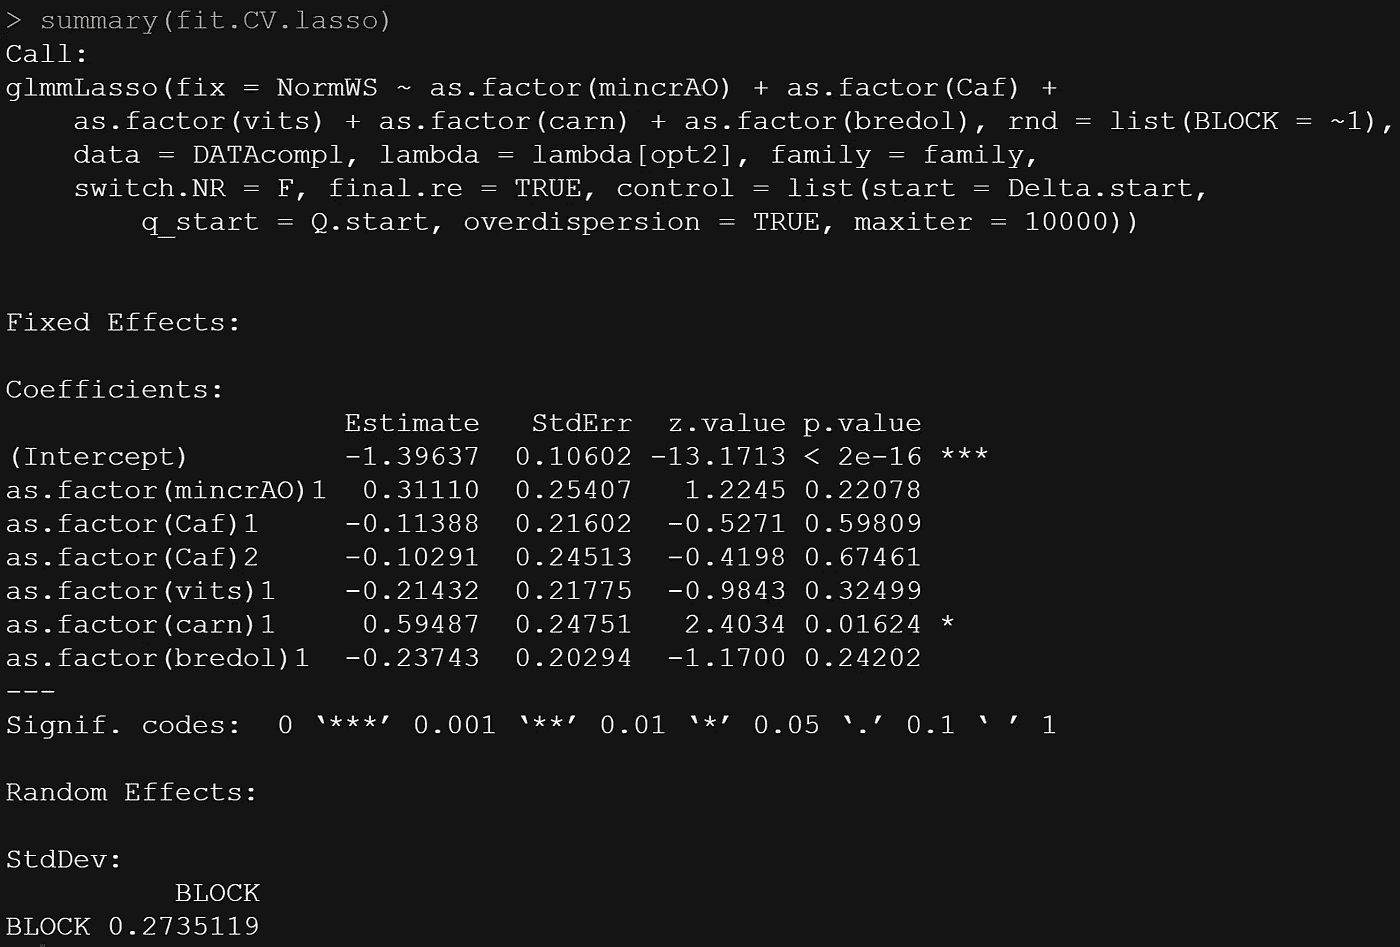 > summary(fit.CV.lasso)
Call:
glmmLasso(fix = NormWS ~ as.factor(mincrAO) + as.factor(Caf) +
    as.factor(vits) + as.factor(carn) + as.factor(bredol), rnd = list(BLOCK = ~1),
    data = DATAcompl, lambda = lambda[opt2], family = family,
    switch.NR = F, final.re = TRUE, control = list(start = Delta.start,
        q_start = Q.start, overdispersion = TRUE, maxiter = 10000))
Fixed Effects:
Coefficients:
                    Estimate   StdErr  z.value p.value
(Intercept)         -1.39637  0.10602 -13.1713 < 2e-16 ***
as.factor(mincrAO)1  0.31110  0.25407   1.2245 0.22078
as.factor(Caf)1     -0.11388  0.21602  -0.5271 0.59809
as.factor(Caf)2     -0.10291  0.24513  -0.4198 0.67461
as.factor(vits)1    -0.21432  0.21775  -0.9843 0.32499
as.factor(carn)1     0.59487  0.24751   2.4034 0.01624 *
as.factor(bredol)1  -0.23743  0.20294  -1.1700 0.24202
---
Signif. codes:  0 ‘***’ 0.001 ‘**’ 0.01 ‘*’ 0.05 ‘.’ 0.1 ‘ ’ 1
Random Effects:
StdDev:
          BLOCK
BLOCK 0.2735119